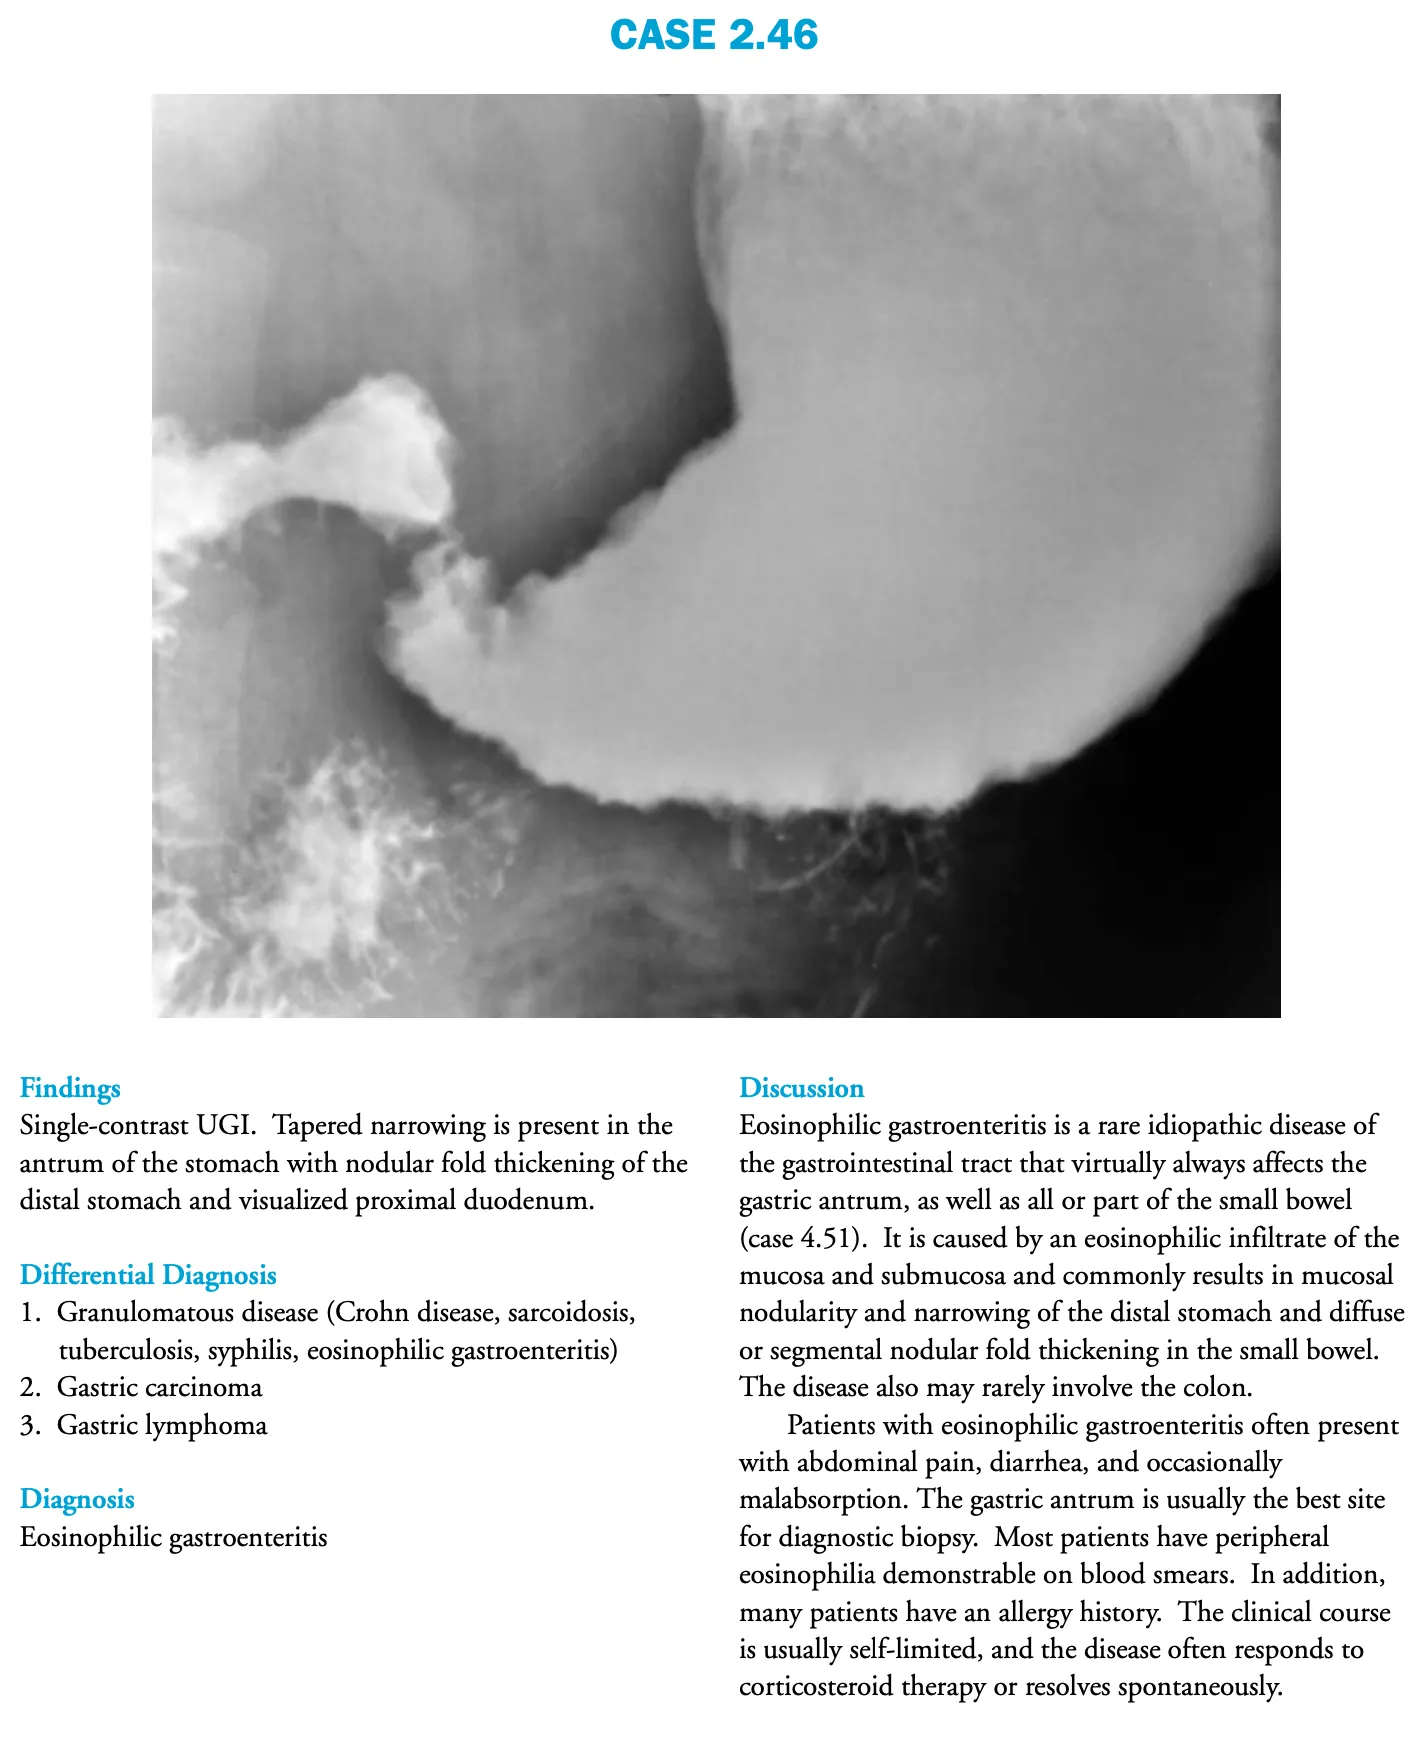 CASE 2.46
Findings
Single-contrast UGI. Tapered narrowing is present in the
antrum of the stomach with nodular fold thickening of the
distal stomach and visualized proximal duodenum.
Differential Diagnosis
1. Granulomatous disease (Crohn disease, sarcoidosis,
tuberculosis, syphilis, eosinophilic gastroenteritis)
2. Gastric carcinoma
3. Gastric lymphoma
Diagnosis
Eosinophilic gastroenteritis
Discussion
Eosinophilic gastroenteritis is a rare idiopathic disease of
the gastrointestinal tract that virtually always affects the
gastric antrum, as well as all or part of the small bowel
(case 4.51). It is caused by an eosinophilic infiltrate of the
mucosa and submucosa and commonly results in mucosal
nodularity and narrowing of the distal stomach and diffuse
or segmental nodular fold thickening in the small bowel.
The disease also may rarely involve the colon.
Patients with eosinophilic gastroenteritis often present
with abdominal pain, diarrhea, and occasionally
malabsorption. The gastric antrum is usually the best site
for diagnostic biopsy. Most patients have peripheral
eosinophilia demonstrable on blood smears. In addition,
many patients have an allergy history. The clinical course
is usually self-limited, and the disease often responds to
corticosteroid therapy or resolves spontaneously.